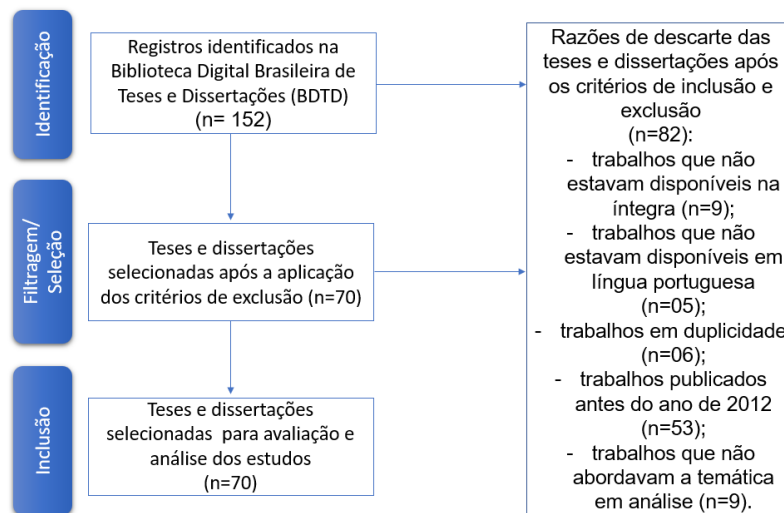 Identificação
Registros identificados na
Biblioteca Digital Brasileira de
Teses e Dissertações (BDTD)
(n= 152)
Filtragem/
Seleção
Teses e dissertações
selecionadas após a aplicação
dos critérios de exclusão (n=70)
Inclusão
Teses e dissertações
selecionadas para avaliação e
análise dos estudos
(n=70)
Razões de descarte das
teses e dissertações após
os critérios de inclusão e
exclusão
(n=82):
- trabalhos que não
estavam disponíveis na
íntegra (n=9);
- trabalhos que não
estavam disponíveis em
língua portuguesa
(n=05);
- trabalhos em duplicidade
(n=06);
- trabalhos publicados
antes do ano de 2012
(n=53);
- trabalhos que não
abordavam a temática
em análise (n=9).